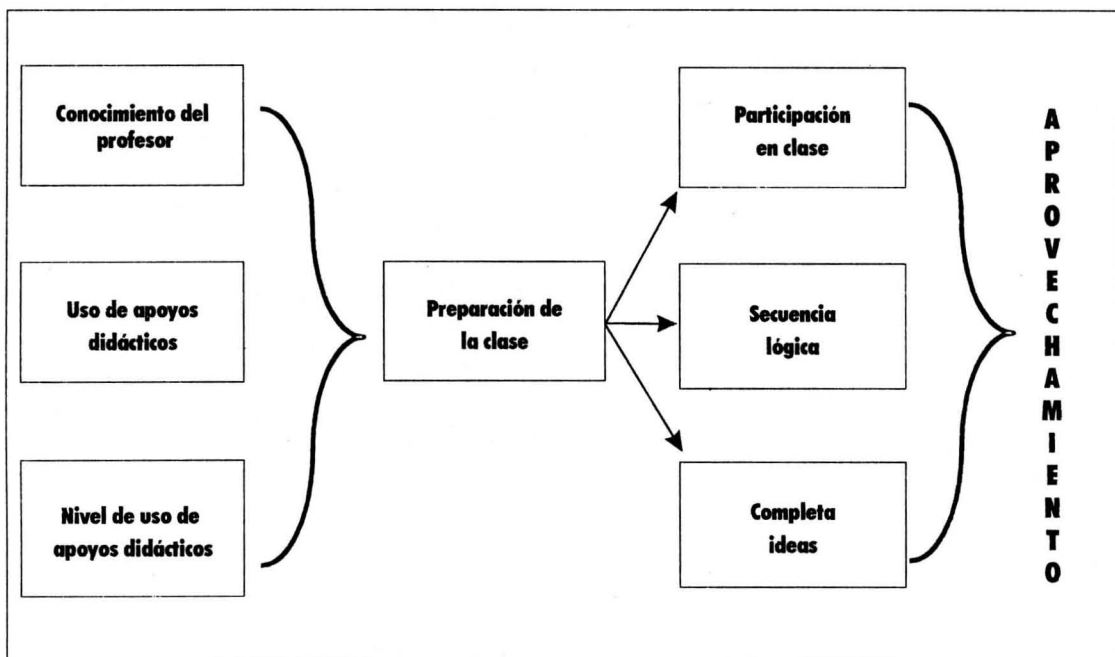 Conocimiento del
profesor
Uso de apoyos
didácticos
Nivel de uso de
apoyos didácticos
Preparación de
la clase
Participación
en clase
Secuencia
lógica
Completa
ideas
APROVECHAMIENTO